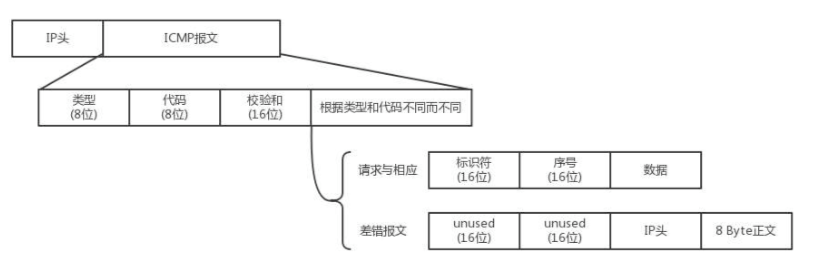 IP头
ICMP报文
类型
(8位)
代码
(8位)
校验和
(16位)
根据类型和代码不同而不同
请求与相应
标识符
(16位)
序号
(16位)
数据
差错报文
unused
(16位)
unused
(16位)
IP头
8 Byte正文